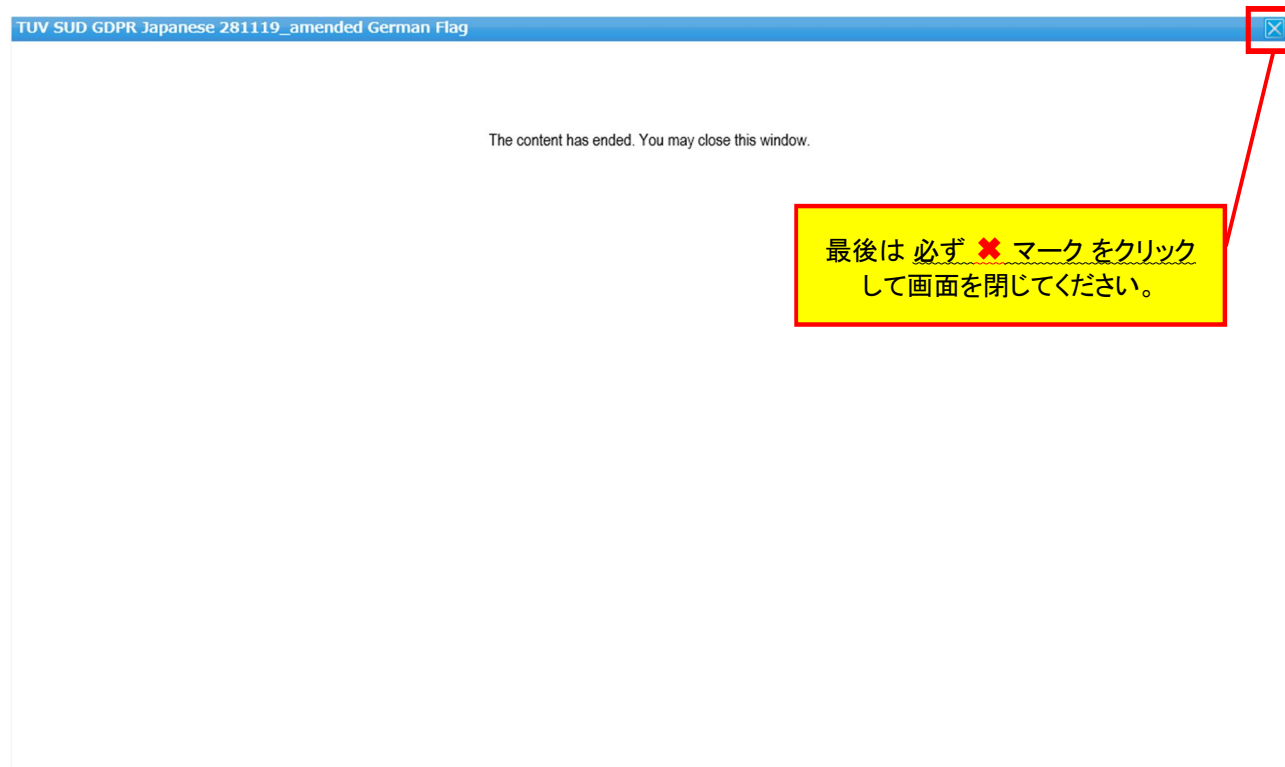 TUV SUD GDPR Japanese 281119_amended German Flag
The content has ended. You may close this window.
最後は 必ず ✖ マーク をクリック
して画面を閉じてください。